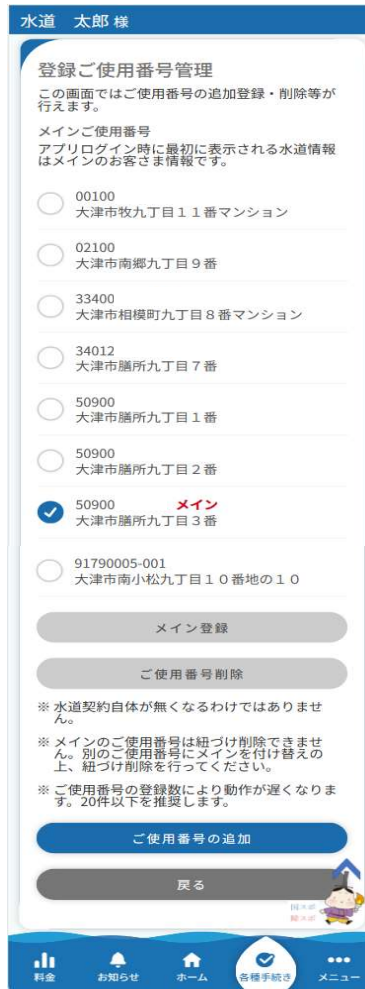 水道　太郎 様
登録ご使用番号管理
この画面ではご使用番号の追加登録・削除等が
行えます。
メインご使用番号
アプリログイン時に最初に表示される水道情報
はメインのお客さま情報です。
00100
大津市牧九丁目１１番マンション
02100
大津市南郷九丁目９番
33400
大津市相模町九丁目８番マンション
34012
大津市膳所九丁目７番
50900
大津市膳所九丁目１番
50900
大津市膳所九丁目２番
50900　メイン
大津市膳所九丁目３番
91790005-001
大津市南小松九丁目１０番地の１０
メイン登録
ご使用番号削除
※ 水道契約自体が無くなるわけではありませ
ん。
※ メインのご使用番号は紐づけ削除できませ
ん。別のご使用番号にメインを付け替えの
上、紐づけ削除を行ってください。
※ ご使用番号の登録数により動作が遅くなりま
す。20件以下を推奨します。
ご使用番号の追加
戻る
料金　お知らせ　ホーム　各種手続き　メニュー